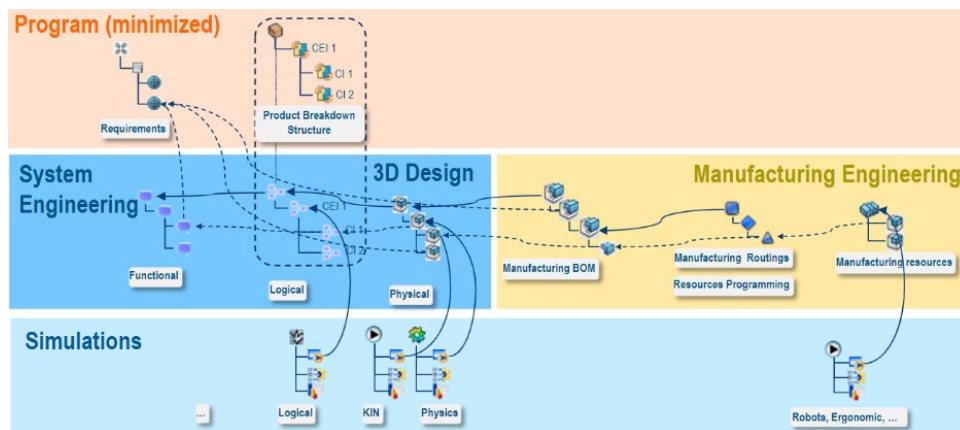 Program (minimized)
CEI 1
CI 1
CI 2
Requirements
Product Breakdown
Structure
System
Engineering
3D Design
Manufacturing Engineering
CEI 1
CI 1
CI 2
Functional
Logical
Physical
Manufacturing BOM
Manufacturing Routings
Resources Programming
Manufacturing resources
Simulations
...
Logical
KIN
Physics
Robots, Ergonomic, ...